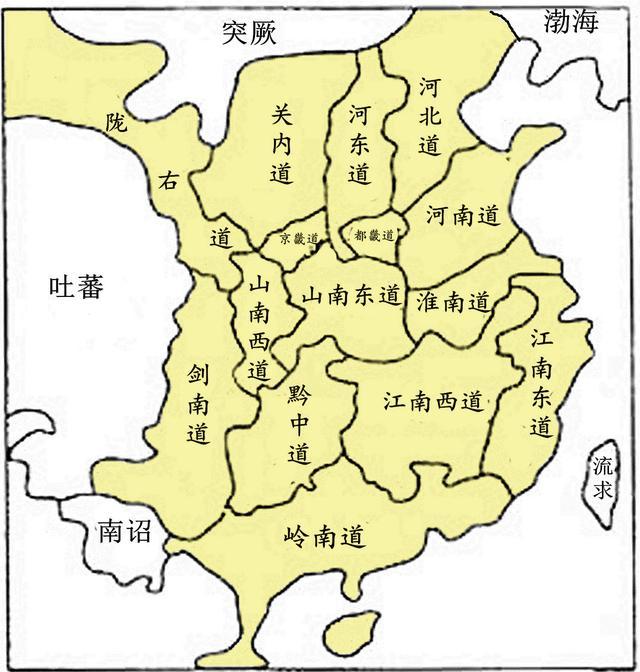 突厥
渤海
陇右道
关内道
河东道
河北道
河南道
京畿道
都畿道
吐蕃
山南西道
山南东道
淮南道
江南东道
剑南道
黔中道
江南西道
流求
南诏
岭南道